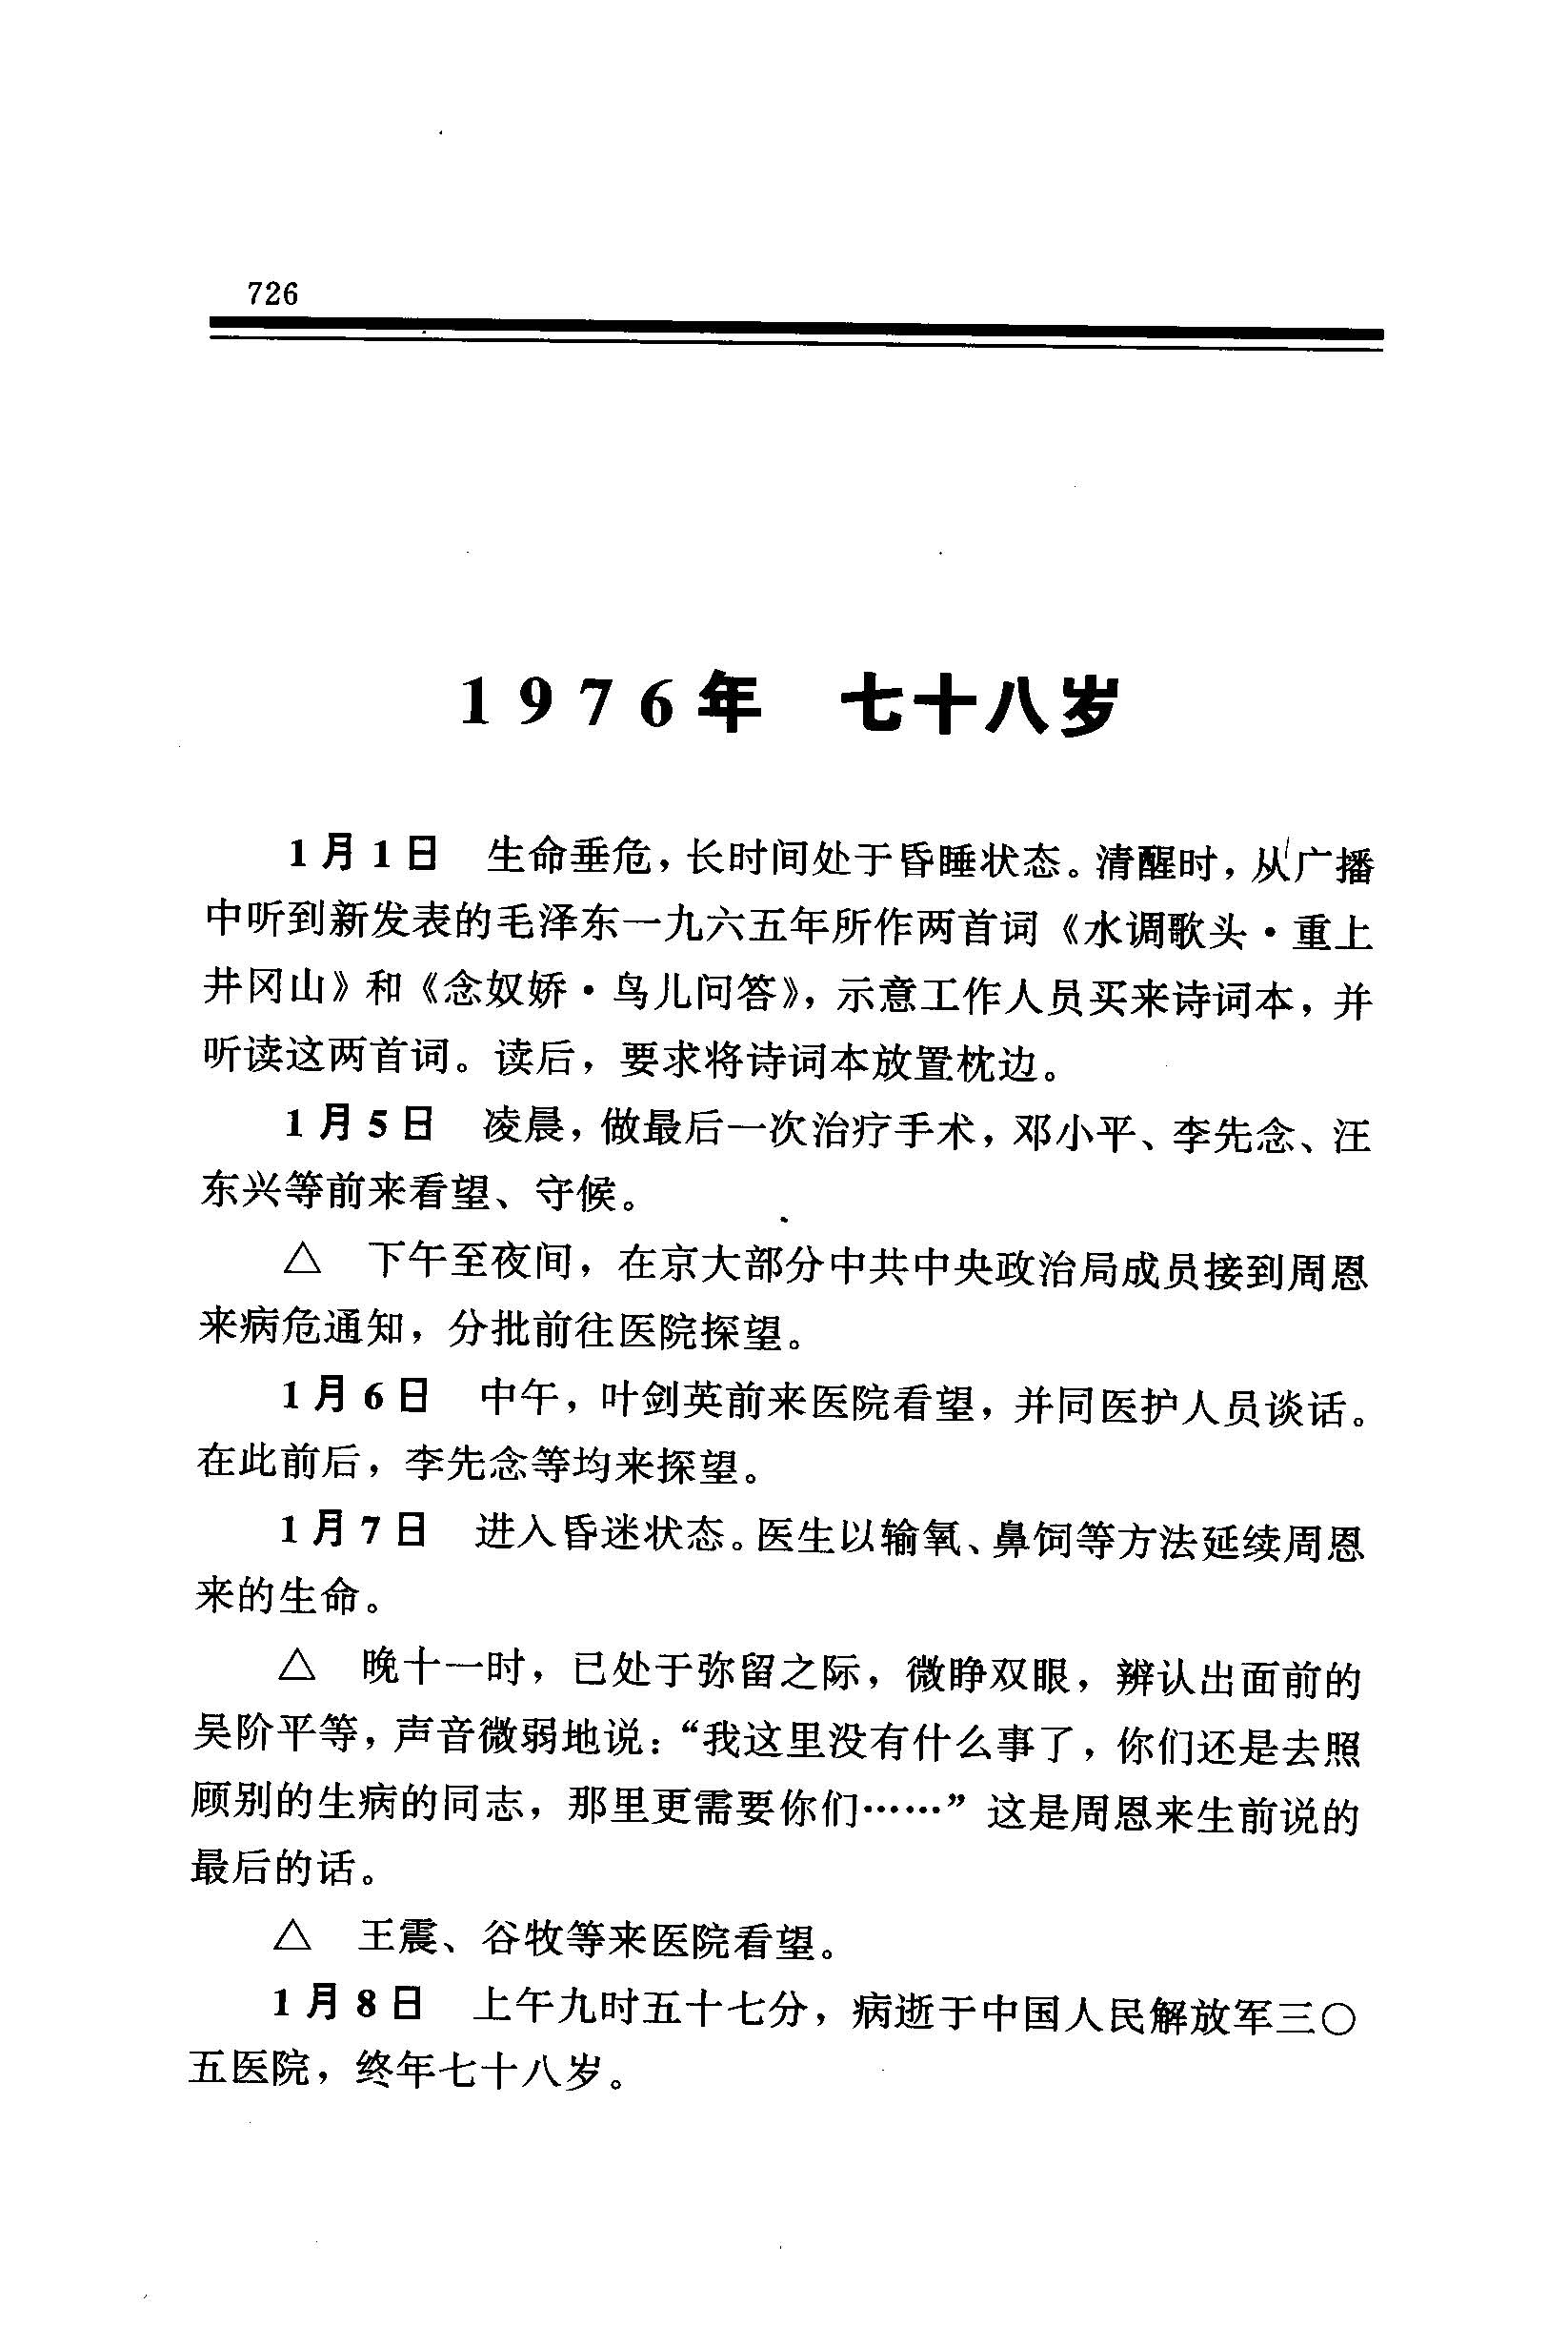 726
1976年 七十八岁
1月1日 生命垂危，长时间处于昏睡状态。清醒时，从广播
中听到新发表的毛泽东一九六五年所作两首词《水调歌头·重上
井冈山》和《念奴娇·鸟儿问答》，示意工作人员买来诗词本，并
听读这两首词。读后，要求将诗词本放置枕边。
1月5日 凌晨，做最后一次治疗手术，邓小平、李先念、汪
东兴等前来看望、守候。
△ 下午至夜间，在京大部分中共中央政治局成员接到周恩
来病危通知，分批前往医院探望。
1月6日 中午，叶剑英前来医院看望，并同医护人员谈话。
在此前后，李先念等均来探望。
1月7日 进入昏迷状态。医生以输氧、鼻饲等方法延续周恩
来的生命。
△ 晚十一时，已处于弥留之际，微睁双眼，辨认出面前的
吴阶平等，声音微弱地说：“我这里没有什么事了，你们还是去照
顾别的生病的同志，那里更需要你们……”这是周恩来生前说的
最后的话。
△ 王震、谷牧等来医院看望。
1月8日 上午九时五十七分，病逝于中国人民解放军三〇
五医院，终年七十八岁。